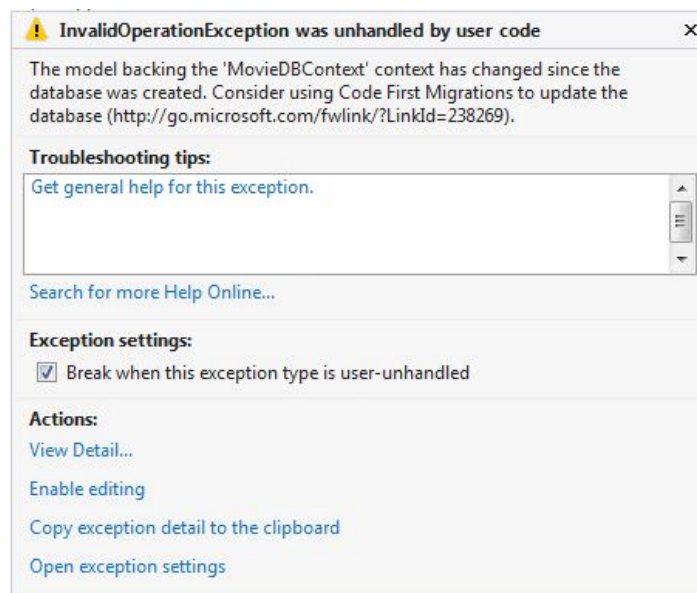 InvalidOperationException was unhandled by user code
The model backing the 'MovieDBContext' context has changed since the
database was created. Consider using Code First Migrations to update the
database (http://go.microsoft.com/fwlink/?LinkId=238269).
Troubleshooting tips:
Get general help for this exception.
Search for more Help Online...
Exception settings:
Break when this exception type is user-unhandled
Actions:
View Detail...
Enable editing
Copy exception detail to the clipboard
Open exception settings